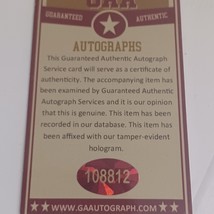 GAA
GUARANTEED AUTHENTIC
AUTOGRAPHS
This Guaranteed Authentic Autograph
Service card will serve as a certificate of
authenticity. The accompanying item has
been examined by Guaranteed Authentic
Autograph Services and it is our opinion
that this is genuine. This item has been
recorded in our database. This item has
been affixed with our tamper-evident
hologram.
108812
WWW.GAAUTOGRAPH.COM